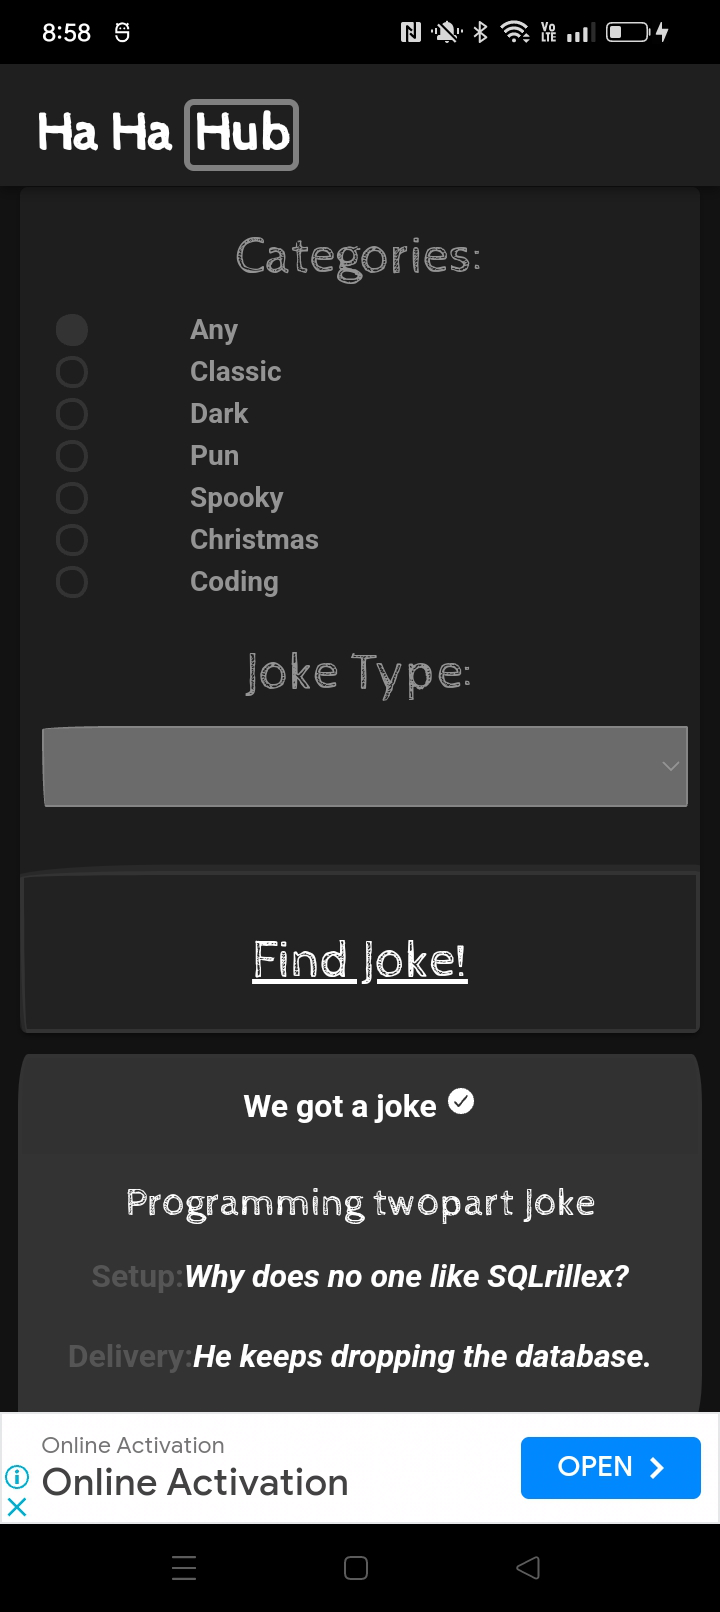 8:58
Vo
LTE
Ha Ha Hub
Categories:
Any
Classic
Dark
Pun
Spooky
Christmas
Coding
Joke Type:
Find Joke!
We got a joke
Programming twopart Joke
Setup:Why does no one like SQLrillex?
Delivery:He keeps dropping the database.
Online Activation
Online Activation
OPEN